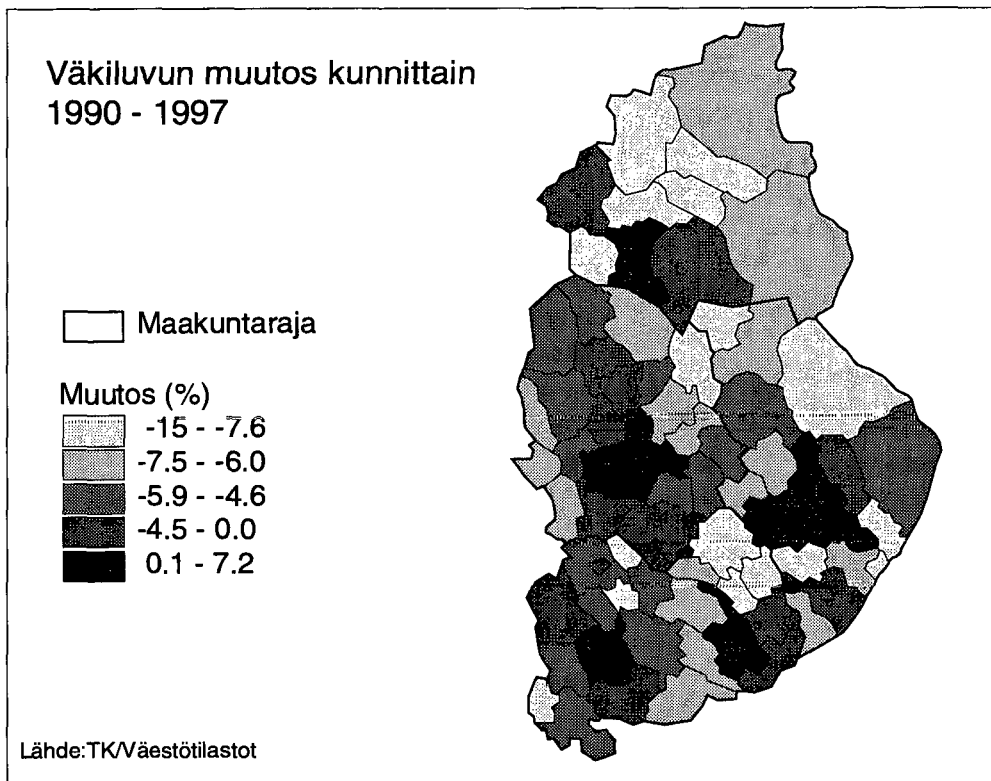 Väkiluvun muutos kunnittain
1990 - 1997
Maakuntaraja
Muutos (%)
-15 - -7.6
-7.5 - -6.0
-5.9 - -4.6
-4.5 - 0.0
0.1 - 7.2
Lähde:TK/Väestötilastot